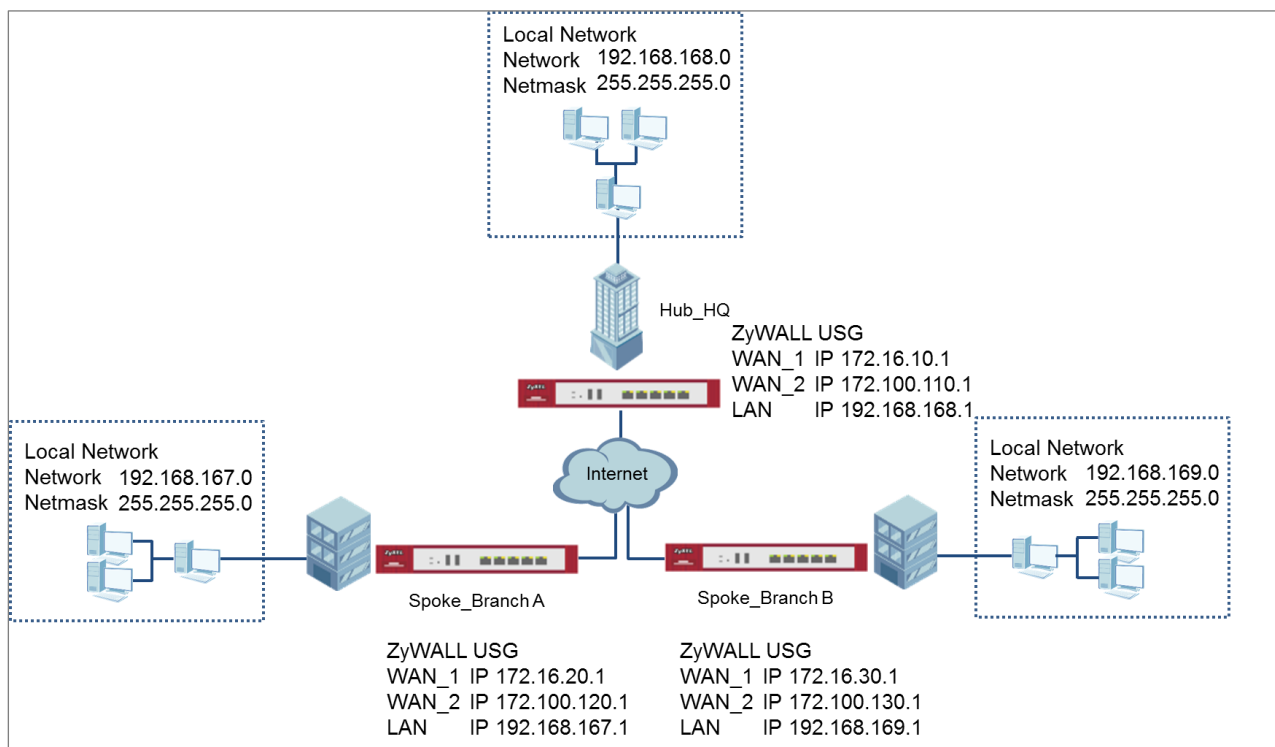 Local Network
Network 192.168.168.0
Netmask 255.255.255.0
Hub_HQ
ZyWALL USG
WAN_1 IP 172.16.10.1
WAN_2 IP 172.100.110.1
LAN IP 192.168.168.1
ZyXEL
Local Network
Network 192.168.167.0
Netmask 255.255.255.0
Internet
Local Network
Network 192.168.169.0
Netmask 255.255.255.0
ZyXEL
ZyXEL
Spoke_Branch A
Spoke_Branch B
ZyWALL USG
WAN_1 IP 172.16.20.1
WAN_2 IP 172.100.120.1
LAN IP 192.168.167.1
ZyWALL USG
WAN_1 IP 172.16.30.1
WAN_2 IP 172.100.130.1
LAN IP 192.168.169.1